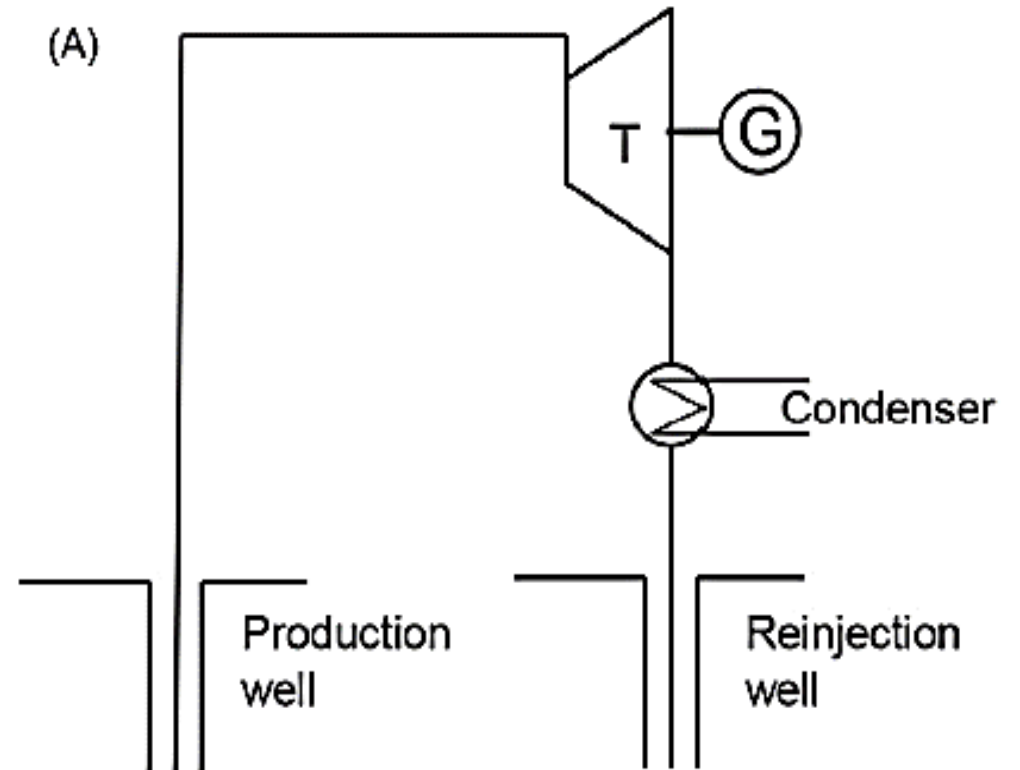 (A)
T
G
Condenser
Production
well
Reinjection
well